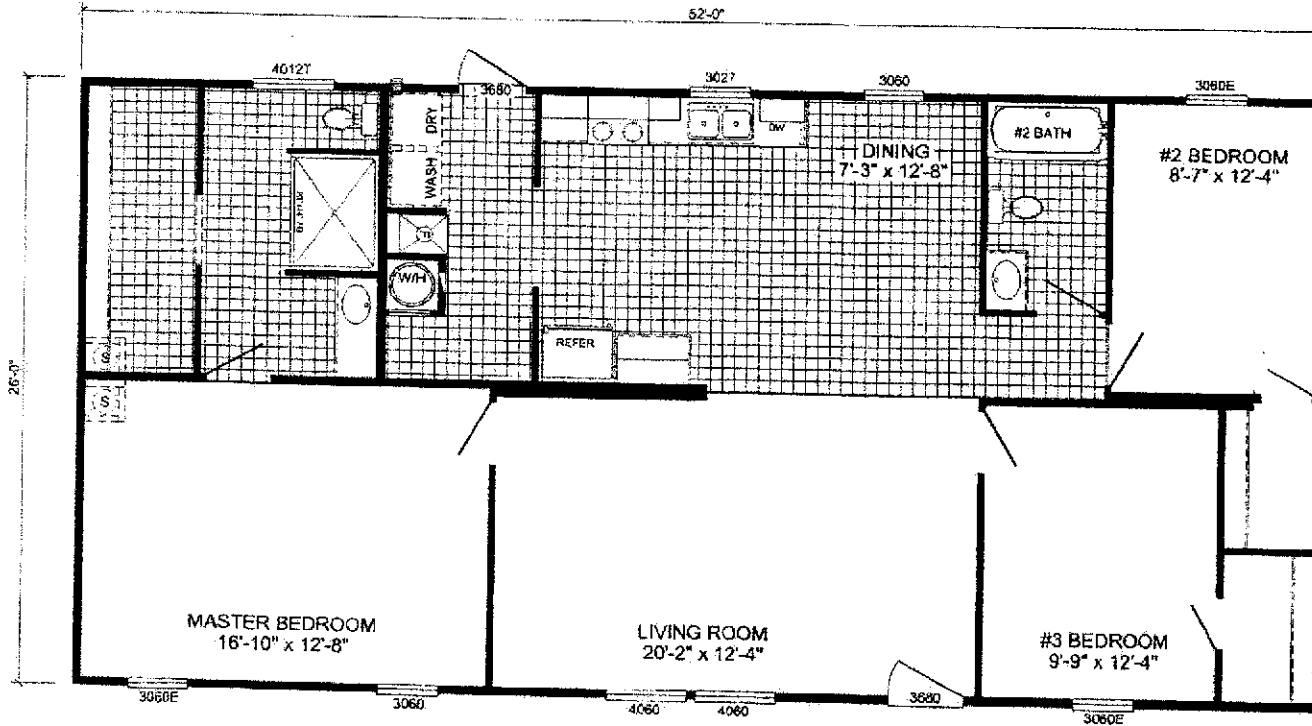 52'-0"
4012T
3680
3027
3060
3060E
DRY
WASH
DW
DINING
7'-3" x 12'-8"
#2 BATH
#2 BEDROOM
8'-7" x 12'-4"
W/H
REFER
26'-0"
S
S
MASTER BEDROOM
16'-10" x 12'-8"
LIVING ROOM
20'-2" x 12'-4"
#3 BEDROOM
9'-9" x 12'-4"
3060E
3060
4060
4060
3680
3060E